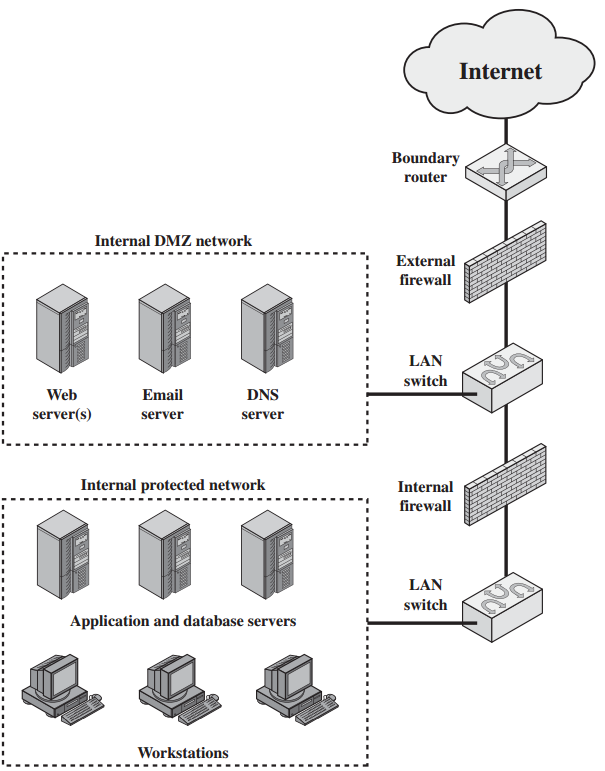 Internet
Boundary
router
Internal DMZ network
External
firewall
LAN
switch
Web
server(s)
Email
server
DNS
server
Internal protected network
Internal
firewall
LAN
switch
Application and database servers
Workstations